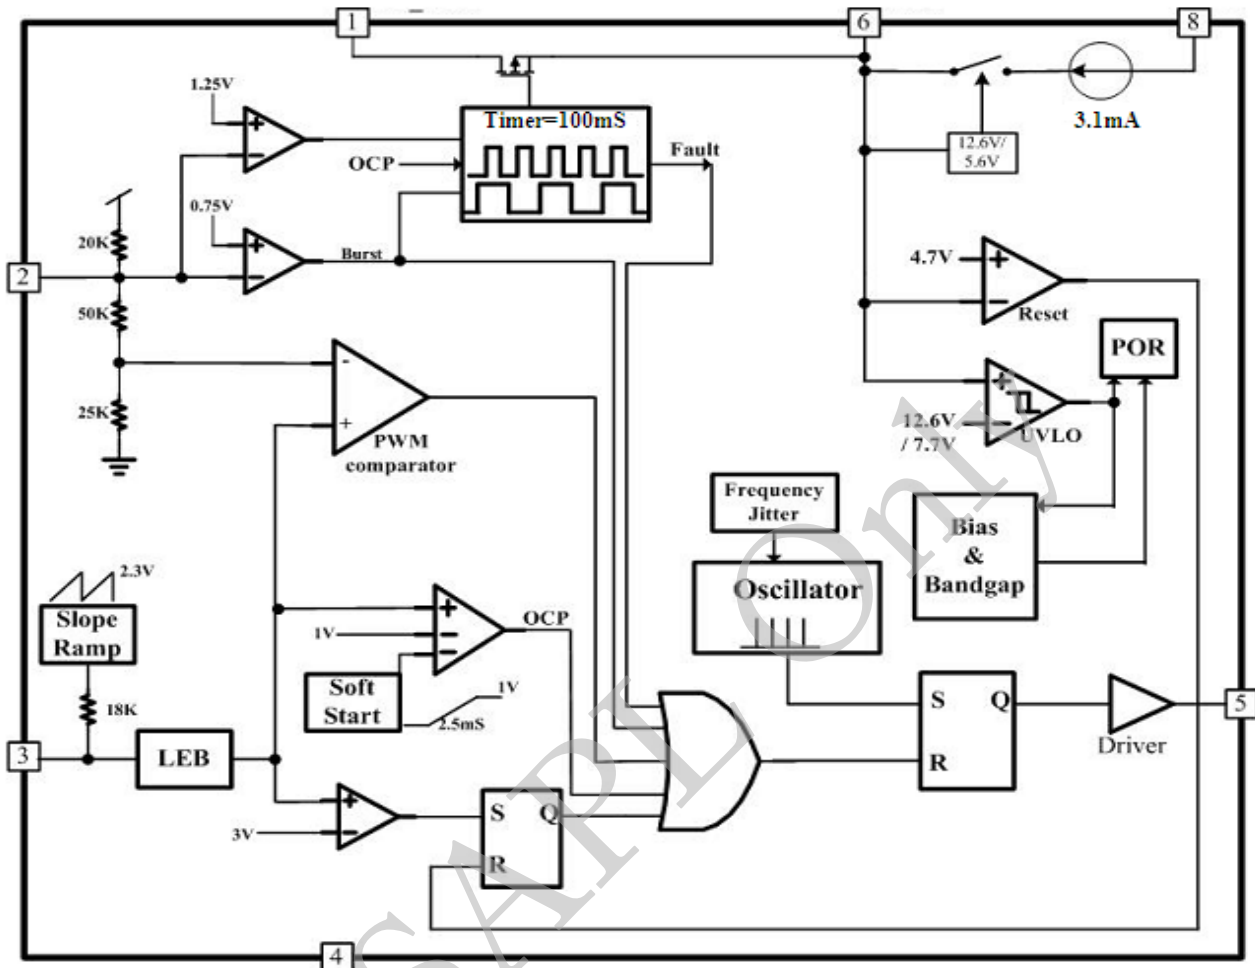 1
6
8
1.25V
Timer=100mS
3.1mA
12.6V/
5.6V
Fault
OCP
0.75V
20K
Burst
2
4.7V
50K
Reset
POR
-
25K
+
PWM
comparator
12.6V
/ 7.7V
UVLO
Frequency
Jitter
Bias
&
Bandgap
Oscillator
2.3V
Slope
Ramp
OCP
1V
Soft
Start
1V
2.5mS
18K
S
Q
R
5
Driver
3
LEB
3V
S
Q
R
4
SAPL Only